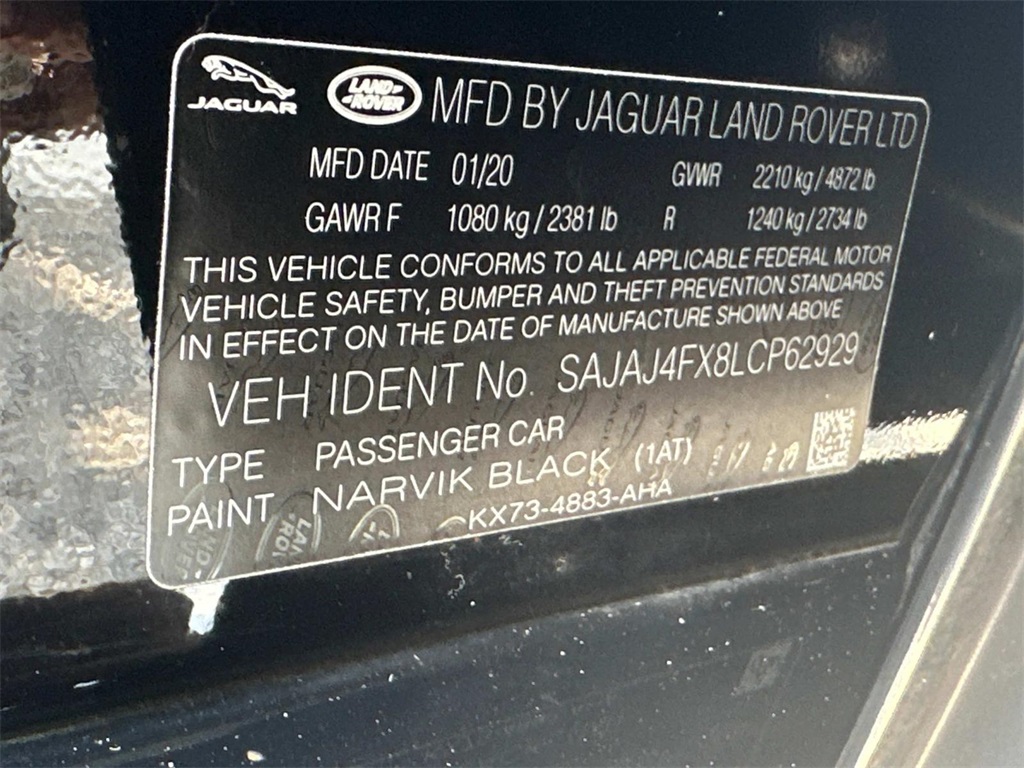 JAGUAR LAND ROVER MFD BY JAGUAR LAND ROVER LTD
MFD DATE 01/20 GVWR 2210 kg / 4872 lb
GAWR F 1080 kg / 2381 lb R 1240 kg / 2734 lb
THIS VEHICLE CONFORMS TO ALL APPLICABLE FEDERAL MOTOR
VEHICLE SAFETY, BUMPER AND THEFT PREVENTION STANDARDS
IN EFFECT ON THE DATE OF MANUFACTURE SHOWN ABOVE
VEH IDENT No. SAJAJ4FX8LCP62929
TYPE PASSENGER CAR
PAINT NARVIK BLACK (1AT)
KX73-4883-AHA